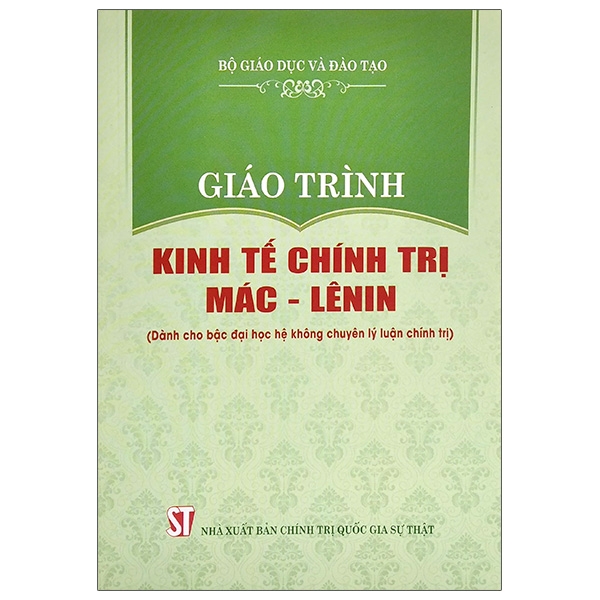 BỘ GIÁO DỤC VÀ ĐÀO TẠO
GIÁO TRÌNH
KINH TẾ CHÍNH TRỊ
MÁC - LÊNIN
(Dành cho bậc đại học hệ không chuyên lý luận chính trị)
ST
NHÀ XUẤT BẢN CHÍNH TRỊ QUỐC GIA SỰ THẬT